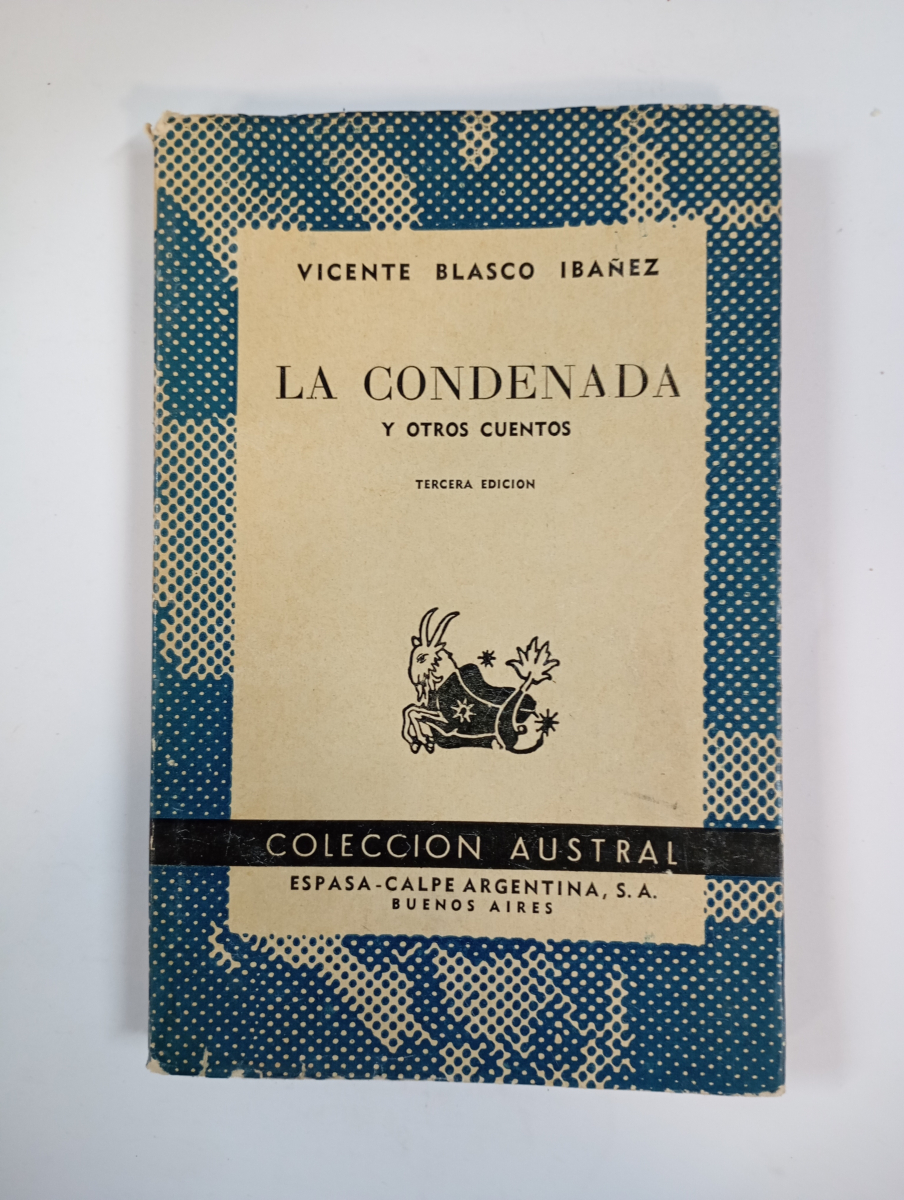 VICENTE BLASCO IBAÑEZ
LA CONDENADA
Y OTROS CUENTOS
TERCERA EDICION
COLECCION AUSTRAL
ESPASA-CALPE ARGENTINA, S. A.
BUENOS AIRES